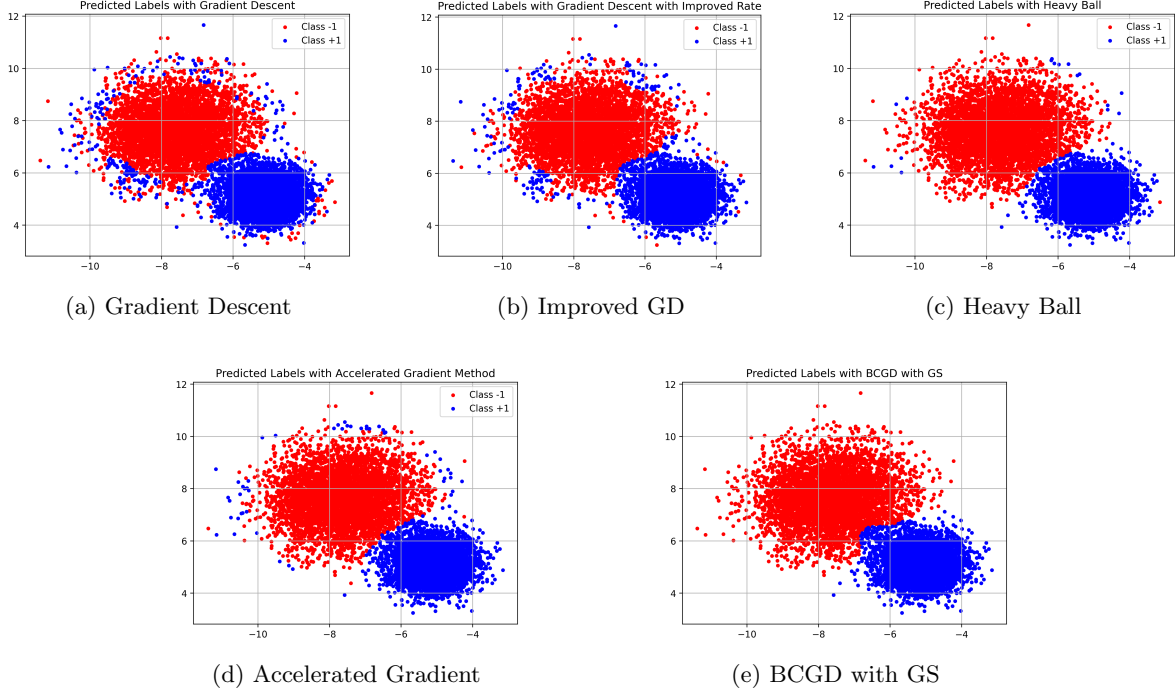 Predicted Labels with Gradient Descent
Class -1
Class +1
12
10
8
6
4
−10
−8
−6
−4
(a) Gradient Descent
Predicted Labels with Gradient Descent with Improved Rate
Class -1
Class +1
12
10
8
6
4
−10
−8
−6
−4
(b) Improved GD
Predicted Labels with Heavy Ball
Class -1
Class +1
12
10
8
6
4
−10
−8
−6
−4
(c) Heavy Ball
Predicted Labels with Accelerated Gradient Method
Class -1
Class +1
12
10
8
6
4
−10
−8
−6
−4
(d) Accelerated Gradient
Predicted Labels with BCGD with GS
Class -1
Class +1
12
10
8
6
4
−10
−8
−6
−4
(e) BCGD with GS